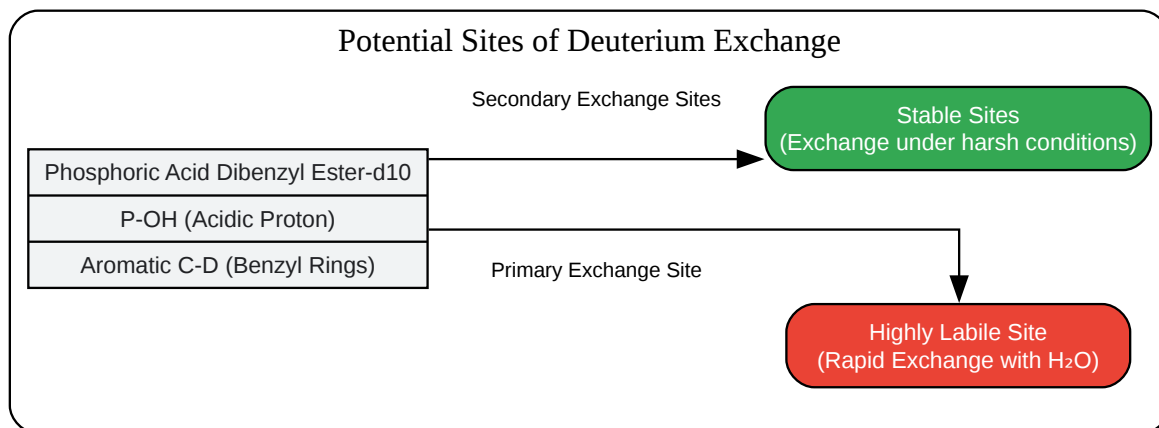 Potential Sites of Deuterium Exchange
Secondary Exchange Sites
Stable Sites
(Exchange under harsh conditions)
Phosphoric Acid Dibenzyl Ester-d10
P-OH (Acidic Proton)
Aromatic C-D (Benzyl Rings)
Primary Exchange Site
Highly Labile Site
(Rapid Exchange with H₂O)